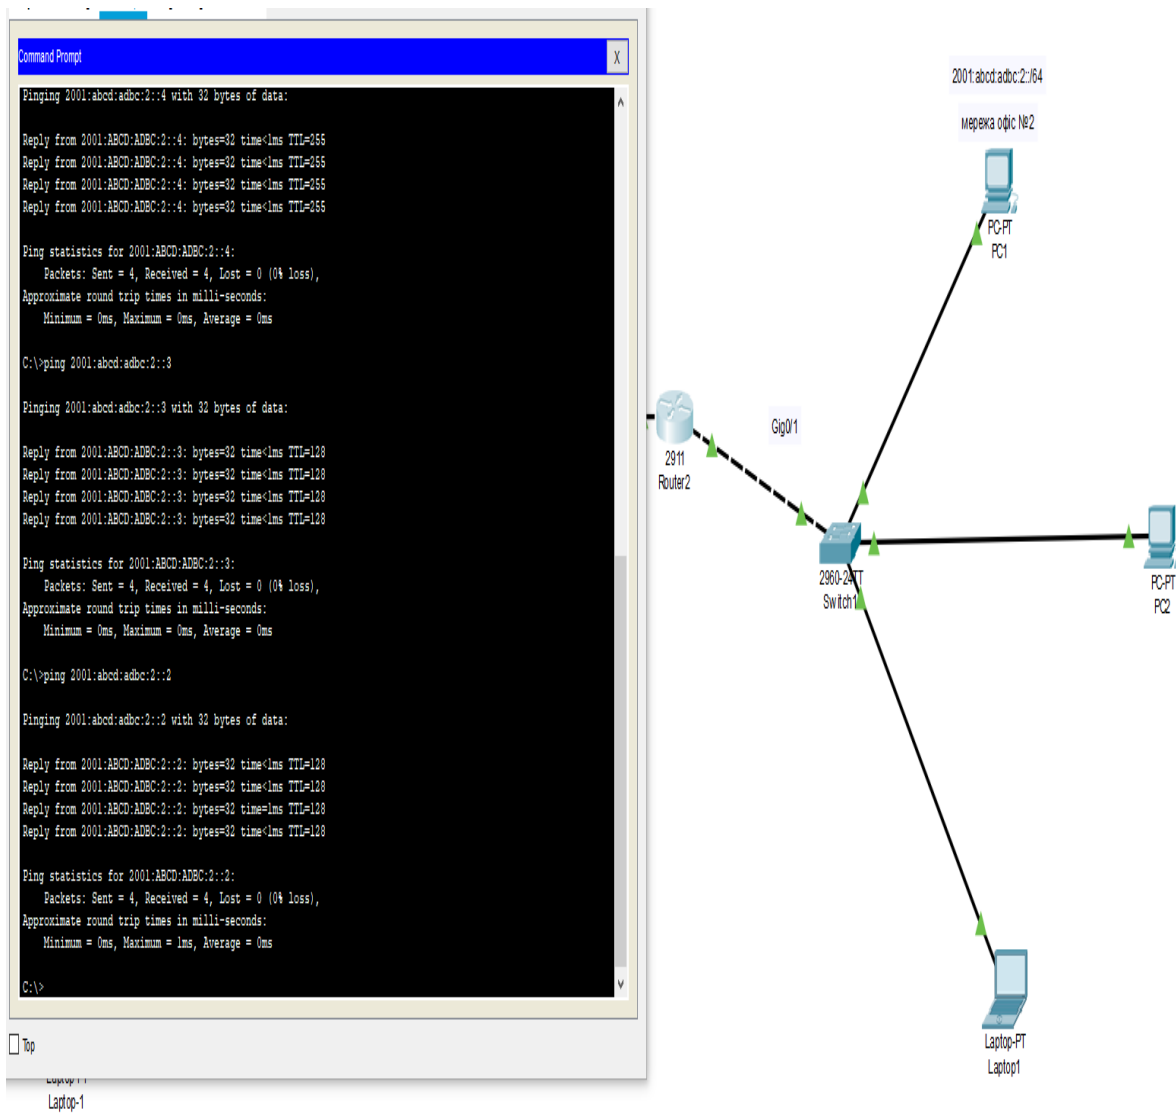 Command Prompt
X
Pinging 2001:abcd:adbc:2::4 with 32 bytes of data:
Reply from 2001:ABCD:ADBC:2::4: bytes=32 time<1ms TTL=255
Reply from 2001:ABCD:ADBC:2::4: bytes=32 time<1ms TTL=255
Reply from 2001:ABCD:ADBC:2::4: bytes=32 time<1ms TTL=255
Reply from 2001:ABCD:ADBC:2::4: bytes=32 time<1ms TTL=255
Ping statistics for 2001:ABCD:ADBC:2::4:
Packets: Sent = 4, Received = 4, Lost = 0 (0% loss),
Approximate round trip times in milli-seconds:
Minimum = 0ms, Maximum = 0ms, Average = 0ms
C:\>ping 2001:abcd:adbc:2::3
Pinging 2001:abcd:adbc:2::3 with 32 bytes of data:
Reply from 2001:ABCD:ADBC:2::3: bytes=32 time<1ms TTL=128
Reply from 2001:ABCD:ADBC:2::3: bytes=32 time<1ms TTL=128
Reply from 2001:ABCD:ADBC:2::3: bytes=32 time<1ms TTL=128
Reply from 2001:ABCD:ADBC:2::3: bytes=32 time<1ms TTL=128
Ping statistics for 2001:ABCD:ADBC:2::3:
Packets: Sent = 4, Received = 4, Lost = 0 (0% loss),
Approximate round trip times in milli-seconds:
Minimum = 0ms, Maximum = 0ms, Average = 0ms
C:\>ping 2001:abcd:adbc:2::2
Pinging 2001:abcd:adbc:2::2 with 32 bytes of data:
Reply from 2001:ABCD:ADBC:2::2: bytes=32 time<1ms TTL=128
Reply from 2001:ABCD:ADBC:2::2: bytes=32 time<1ms TTL=128
Reply from 2001:ABCD:ADBC:2::2: bytes=32 time=1ms TTL=128
Reply from 2001:ABCD:ADBC:2::2: bytes=32 time<1ms TTL=128
Ping statistics for 2001:ABCD:ADBC:2::2:
Packets: Sent = 4, Received = 4, Lost = 0 (0% loss),
Approximate round trip times in milli-seconds:
Minimum = 0ms, Maximum = 1ms, Average = 0ms
C:\>
Top
Laptop-1
2001:abcd:adbc:2::/64
мережа офіс №2
PC-PT
PC1
Gig0/1
2911
Router2
2960-24TT
Switch1
PC-PT
PC2
Laptop-PT
Laptop1